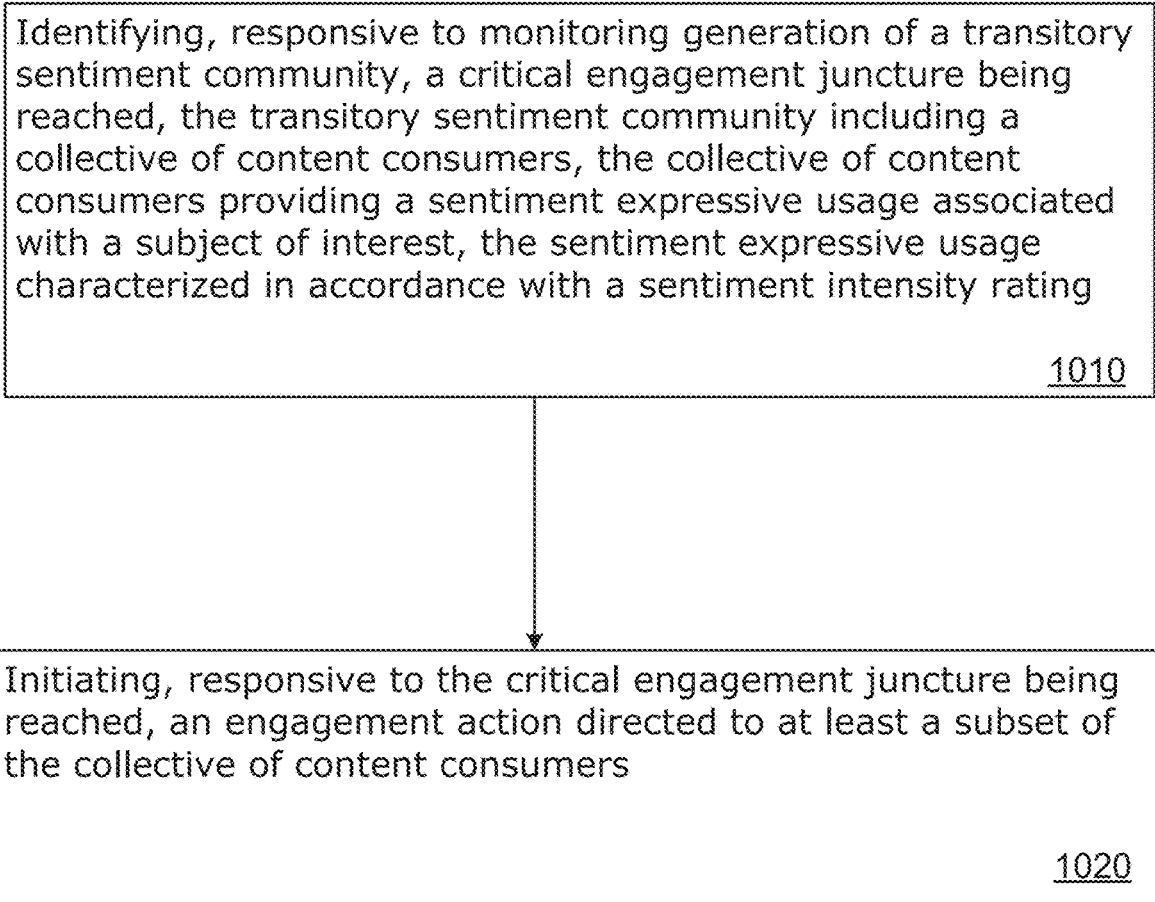 Identifying, responsive to monitoring generation of a transitory
sentiment community, a critical engagement juncture being
reached, the transitory sentiment community including a
collective of content consumers, the collective of content
consumers providing a sentiment expressive usage associated
with a subject of interest, the sentiment expressive usage
characterized in accordance with a sentiment intensity rating
1010
Initiating, responsive to the critical engagement juncture being
reached, an engagement action directed to at least a subset of
the collective of content consumers
1020